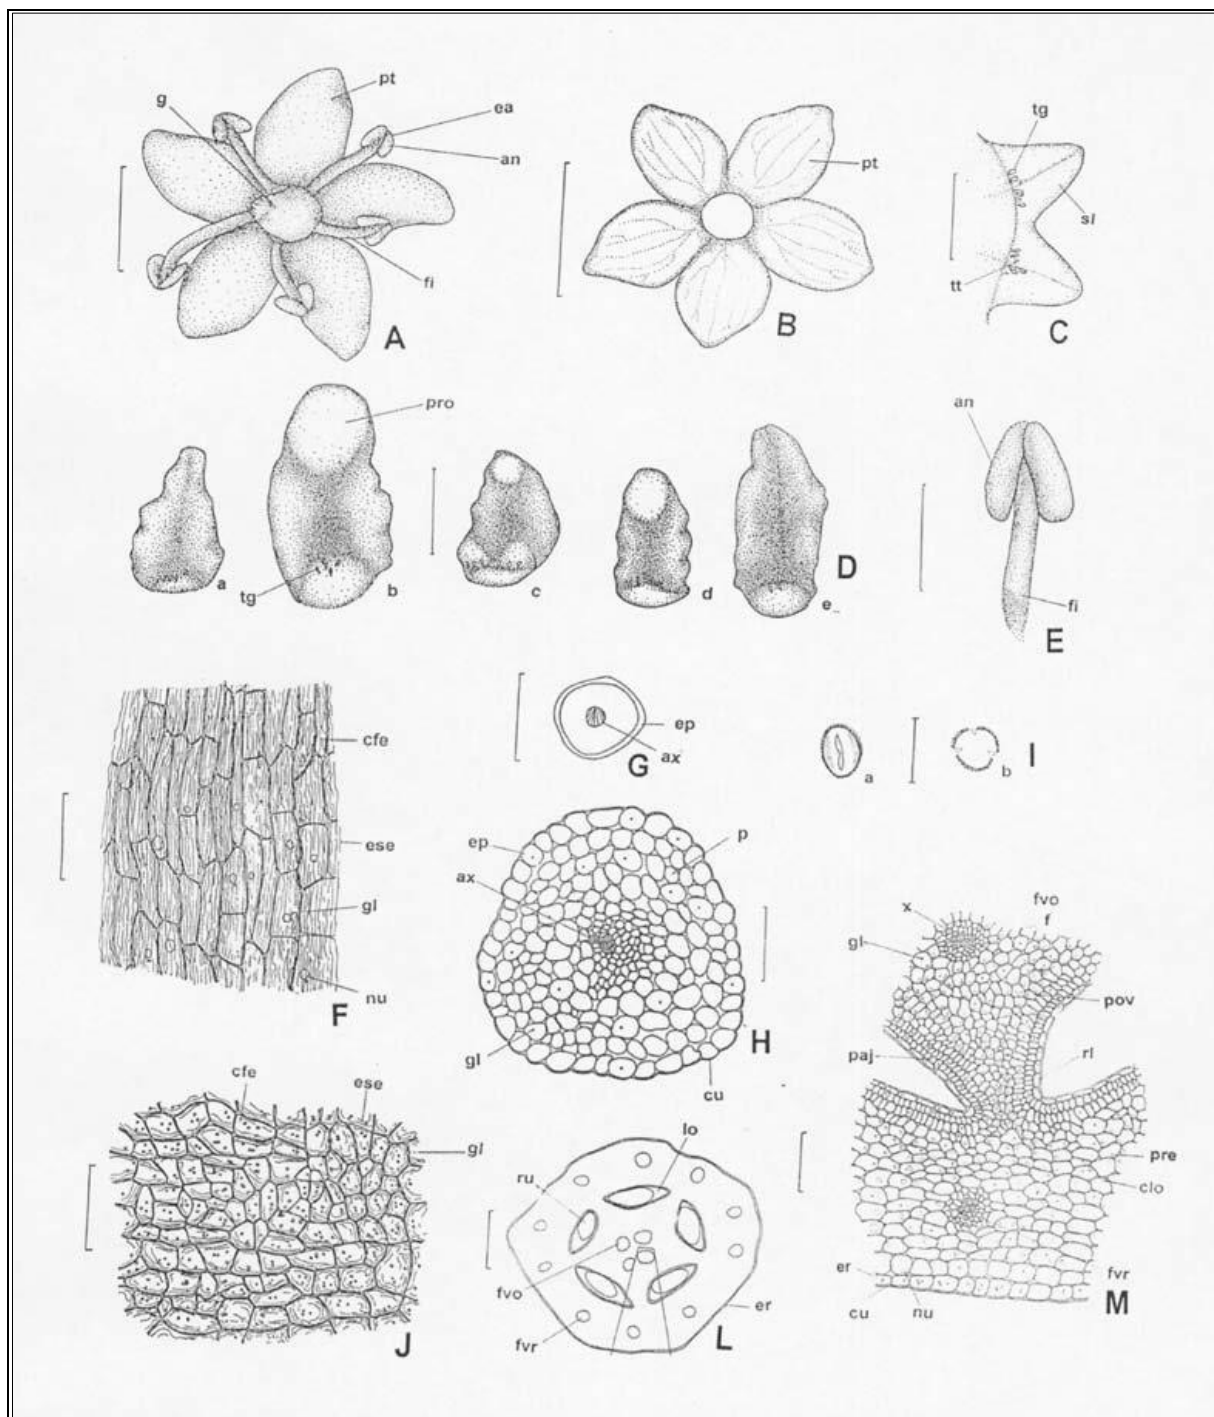 g
pt
ea
an
fi
A
pt
B
tg
sl
tt
C
pro
tg
a
b
c
d
e
D
an
fi
E
cfe
ese
gl
nu
F
ep
ax
G
a
b
I
ep
ax
p
gl
cu
H
x
gl
fvo
f
pov
paj
rl
pre
clo
er
cu
nu
fvr
M
cfe
ese
gl
J
lo
ru
fvo
fvr
er
L